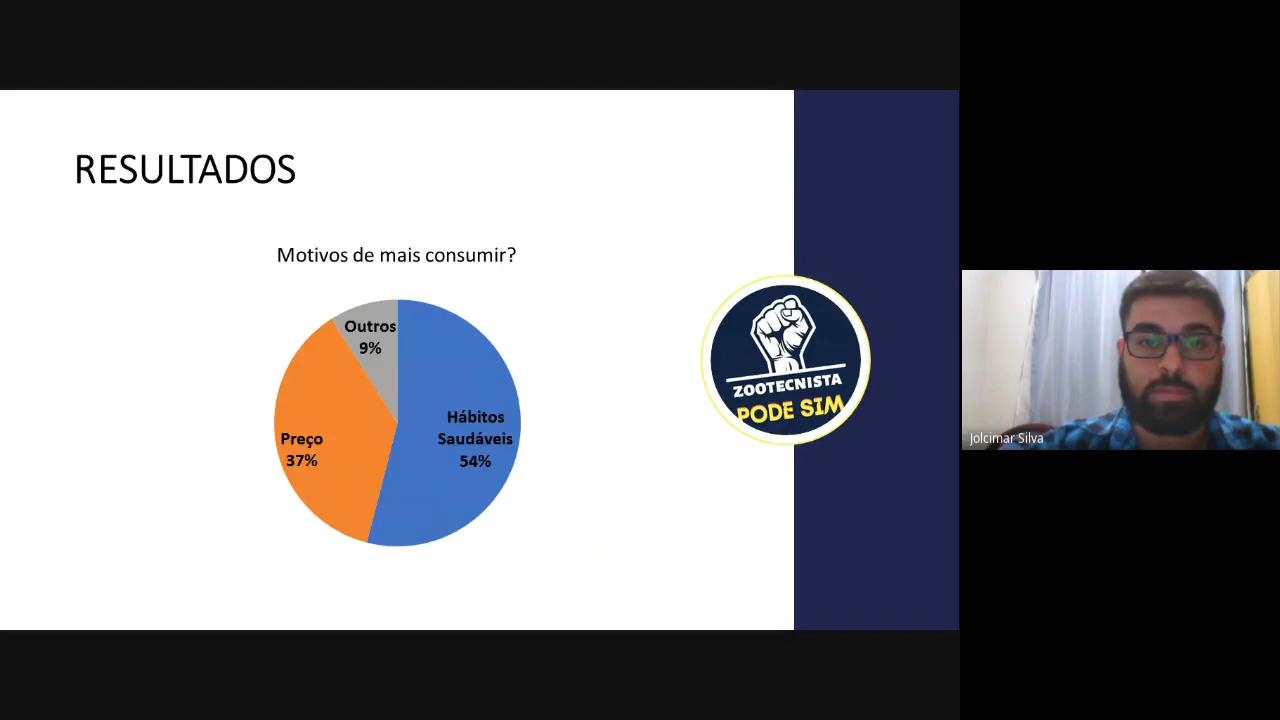 RESULTADOS
Motivos de mais consumir?
Outros
9%
Hábitos
Saudáveis
54%
Preço
37%
ZOOTECNISTA
PODE SIM
Jolcimar Silva